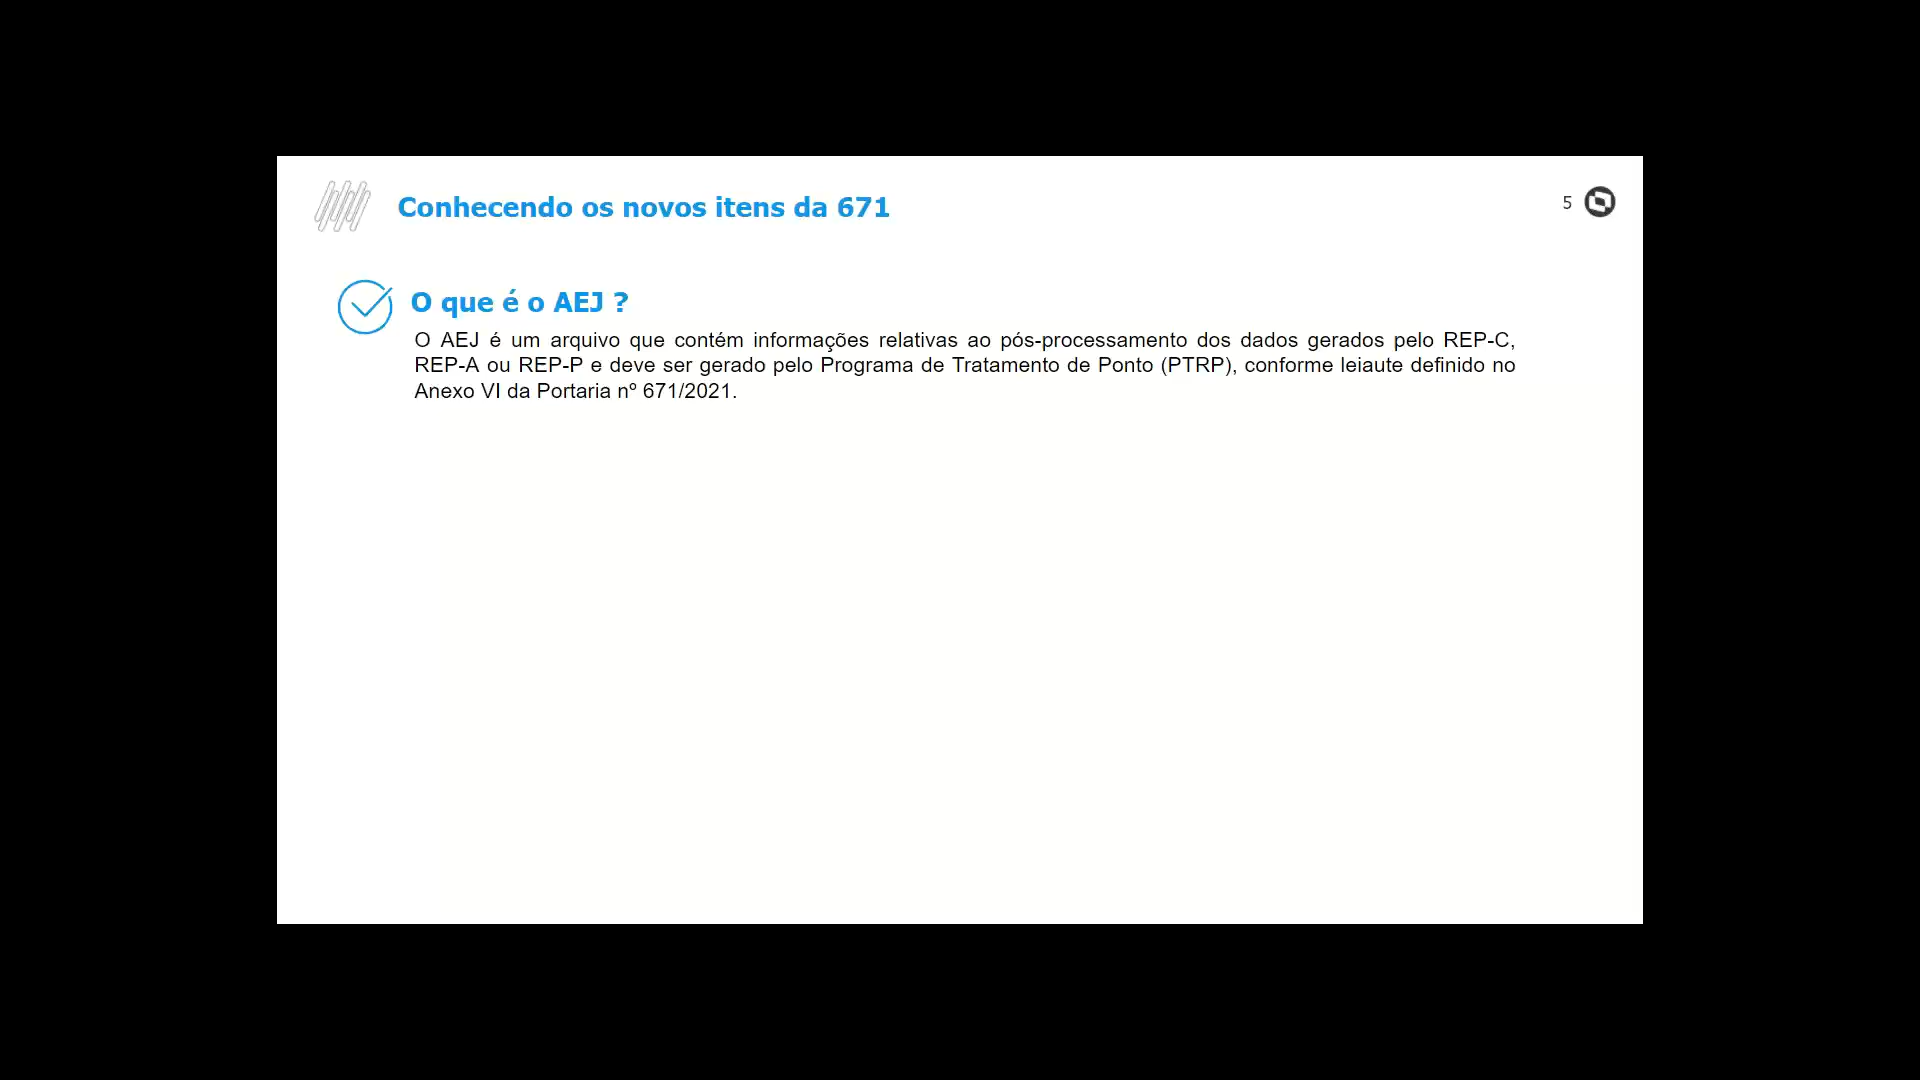 Conhecendo os novos itens da 671
5
O que é o AEJ ?
O AEJ é um arquivo que contém informações relativas ao pós-processamento dos dados gerados pelo REP-C,
REP-A ou REP-P e deve ser gerado pelo Programa de Tratamento de Ponto (PTRP), conforme leiaute definido no
Anexo VI da Portaria nº 671/2021.